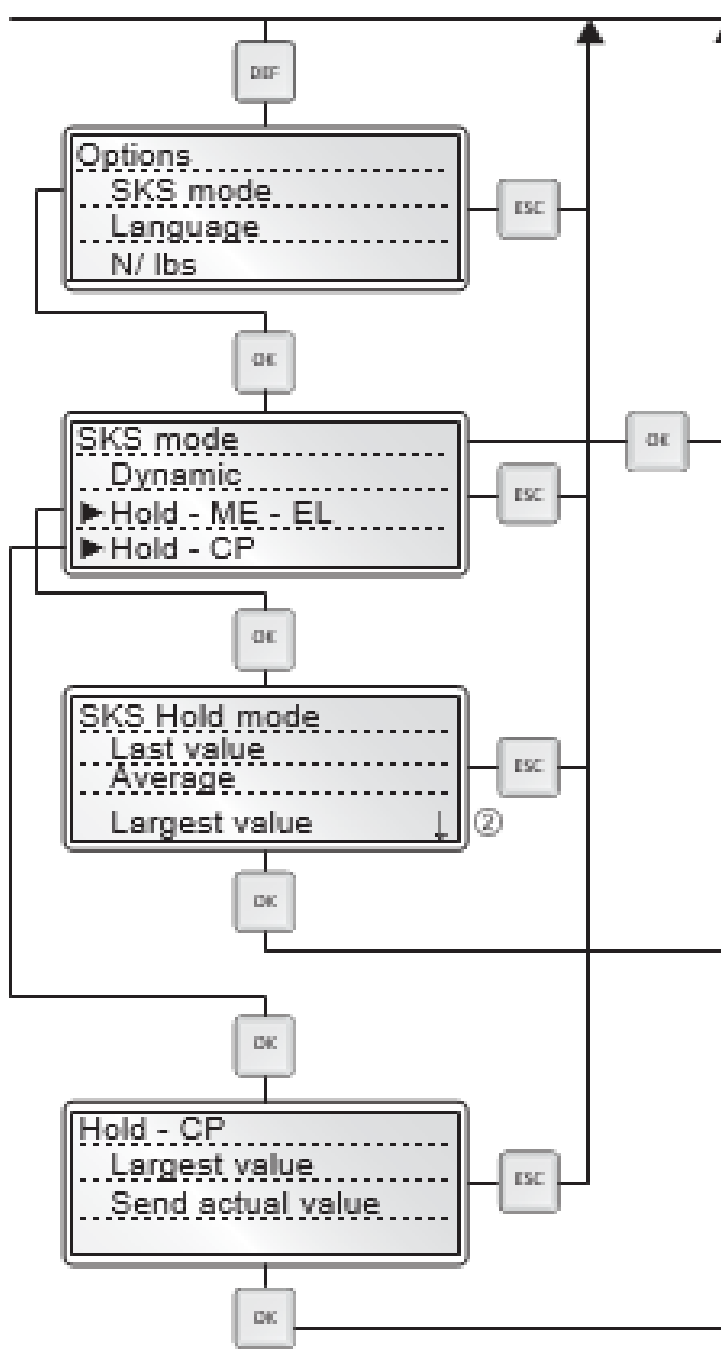 DEF
Options
SKS mode
Language
N/ lbs
ESC
OK
SKS mode
Dynamic
▶Hold - ME - EL
▶Hold - CP
OK
ESC
OK
SKS Hold mode
Last value
Average
Largest value ↓
ESC
②
OK
OK
Hold - CP
Largest value
Send actual value
ESC
OK